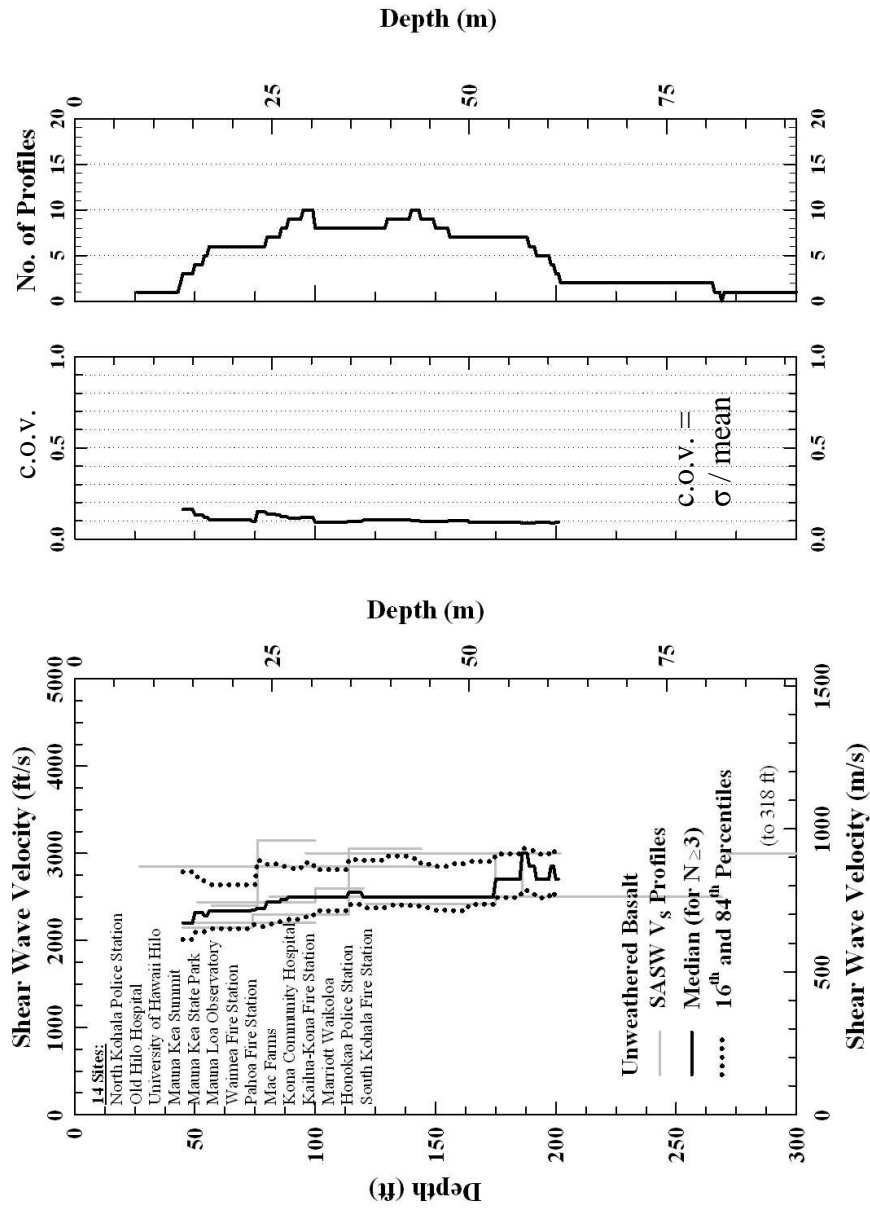 Shear Wave Velocity (ft/s)
0 1000 2000 3000 4000 5000
14 Sites:
North Kohala Police Station
Old Hilo Hospital
University of Hawaii Hilo
Mauna Kea Summit
Mauna Kea State Park
Mauna Loa Observatory
Waimea Fire Station
Pahoa Fire Station
Mac Farms
Kona Community Hospital
Kailua-Kona Fire Station
Marriott Waikoloa
Honokaa Police Station
South Kohala Fire Station
Unweathered Basalt
SASW VS Profiles
Median (for N ≥3)
16th and 84th Percentiles
(to 318 ft)
Depth (ft)
0
50
100
150
200
250
300
Depth (m)
0
25
50
75
0 500 1000 1500
Shear Wave Velocity (m/s)
c.o.v.
0.0 0.5 1.0
c.o.v. =
σ / mean
0.0 0.5 1.0
No. of Profiles
0 5 10 15 20
Depth (m)
0
25
50
75
0 5 10 15 20